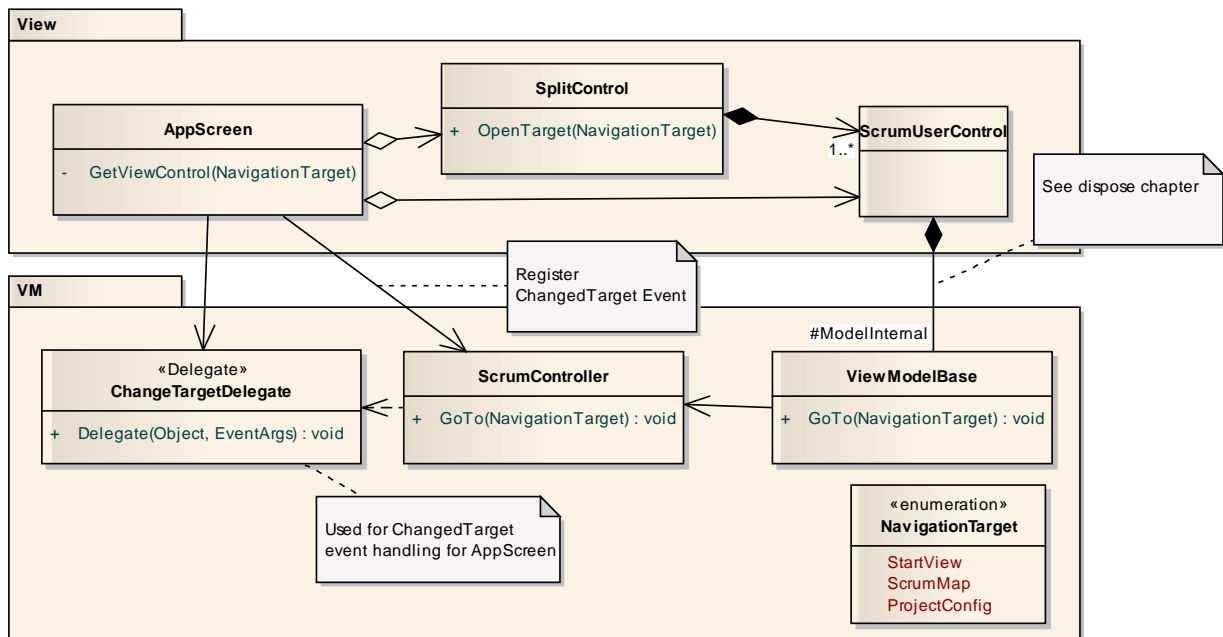 View
SplitControl
+ OpenTarget(NavigationTarget)
AppScreen
- GetViewControl(NavigationTarget)
ScrumUserControl
1..*
See dispose chapter
Register
ChangedTarget Event
VM
#ModelInternal
«Delegate»
ChangeTargetDelegate
+ Delegate(Object, EventArgs) : void
ScrumController
+ GoTo(NavigationTarget) : void
ViewModelBase
+ GoTo(NavigationTarget) : void
Used for ChangedTarget
event handling for AppScreen
«enumeration»
NavigationTarget
StartView
ScrumMap
ProjectConfig